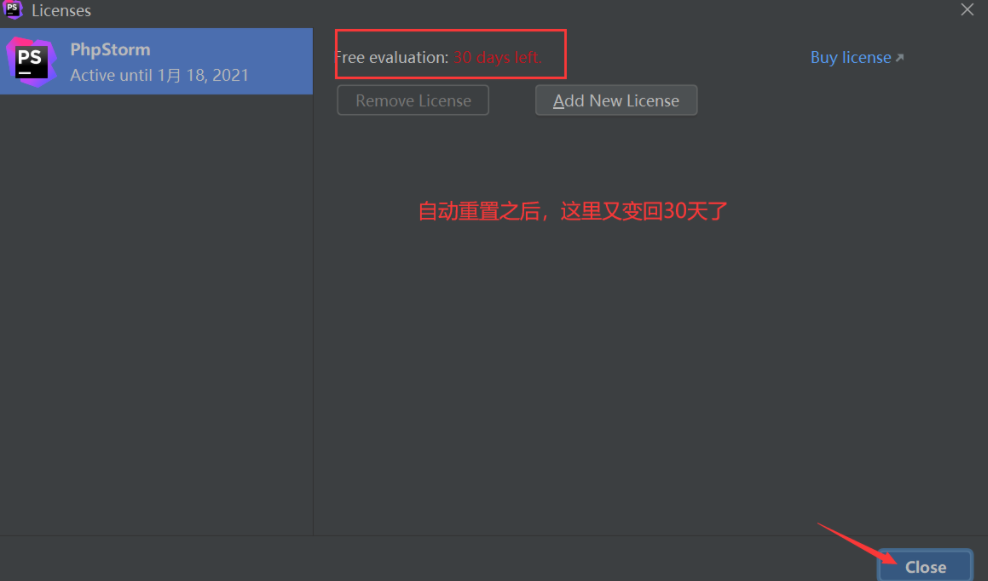 PS Licenses
PS PhpStorm
Active until 1月 18, 2021
Free evaluation: 30 days left.
Buy license
Remove License
Add New License
自动重置之后，这里又变回30天了
Close